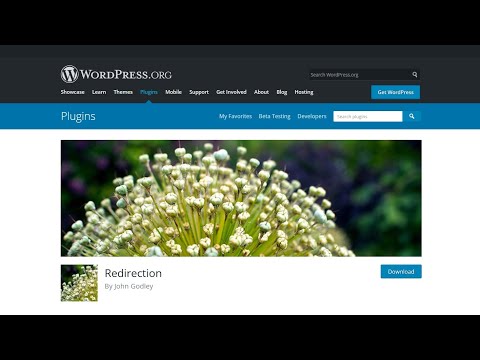 WORDPRESS.ORG
Search WordPress.org
Showcase Learn Themes Plugins Mobile Support Get Involved About Blog Hosting
Get WordPress
Plugins
My Favorites Beta Testing Developers
Search plugins
Redirection
Download
By John Godley